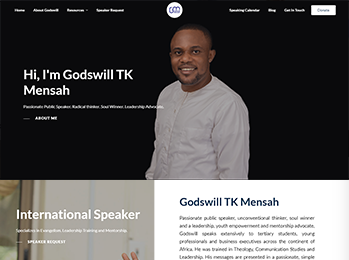 Home About Godswill Resources Speaker Request Speaking Calendar Blog Get In Touch Donate
Hi, I'm Godswill TK
Mensah
Passionate Public Speaker. Radical thinker, Soul Winner. Leadership Advocate.
ABOUT ME
International Speaker
Specializes in Evangelism, Leadership Training and Mentorship.
SPEAKER REQUEST
Godswill TK Mensah
Passionate public speaker, unconventional thinker, soul winner
and a leadership, youth empowerment and mentorship advocate,
Godswill speaks extensively to tertiary students, young
professionals and business executives across the continent of
Africa. He was trained in Theology, Communication Studies and
Leadership. His messages are presented in a passionate, simple